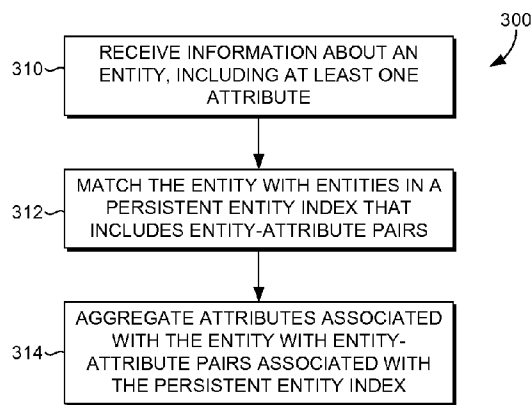 300
310
RECEIVE INFORMATION ABOUT AN
ENTITY, INCLUDING AT LEAST ONE
ATTRIBUTE
312
MATCH THE ENTITY WITH ENTITIES IN A
PERSISTENT ENTITY INDEX THAT
INCLUDES ENTITY-ATTRIBUTE PAIRS
314
AGGREGATE ATTRIBUTES ASSOCIATED
WITH THE ENTITY WITH ENTITY-
ATTRIBUTE PAIRS ASSOCIATED WITH
THE PERSISTENT ENTITY INDEX